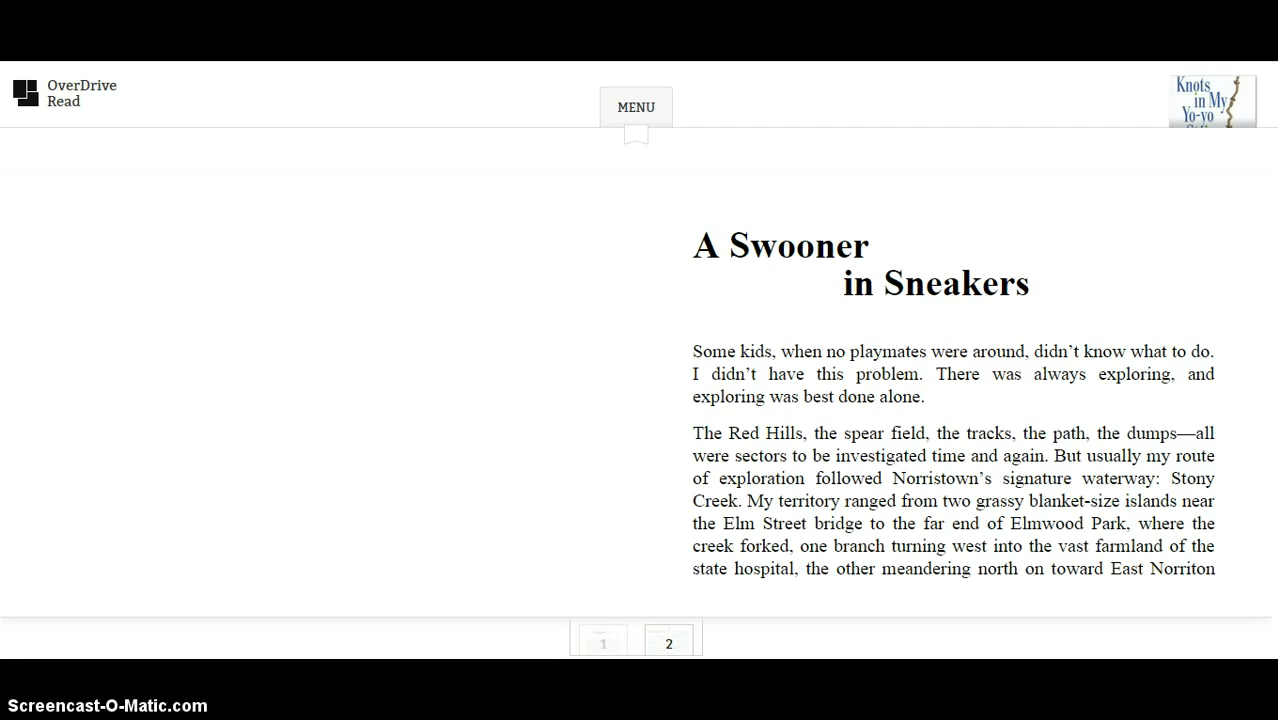 OverDrive
Read
MENU
Knots
in My
Yo-yo
A Swooner
in Sneakers
Some kids, when no playmates were around, didn’t know what to do.
I didn’t have this problem. There was always exploring, and
exploring was best done alone.
The Red Hills, the spear field, the tracks, the path, the dumps—all
were sectors to be investigated time and again. But usually my route
of exploration followed Norristown’s signature waterway: Stony
Creek. My territory ranged from two grassy blanket-size islands near
the Elm Street bridge to the far end of Elmwood Park, where the
creek forked, one branch turning west into the vast farmland of the
state hospital, the other meandering north on toward East Norriton
1
2
Screencast-O-Matic.com